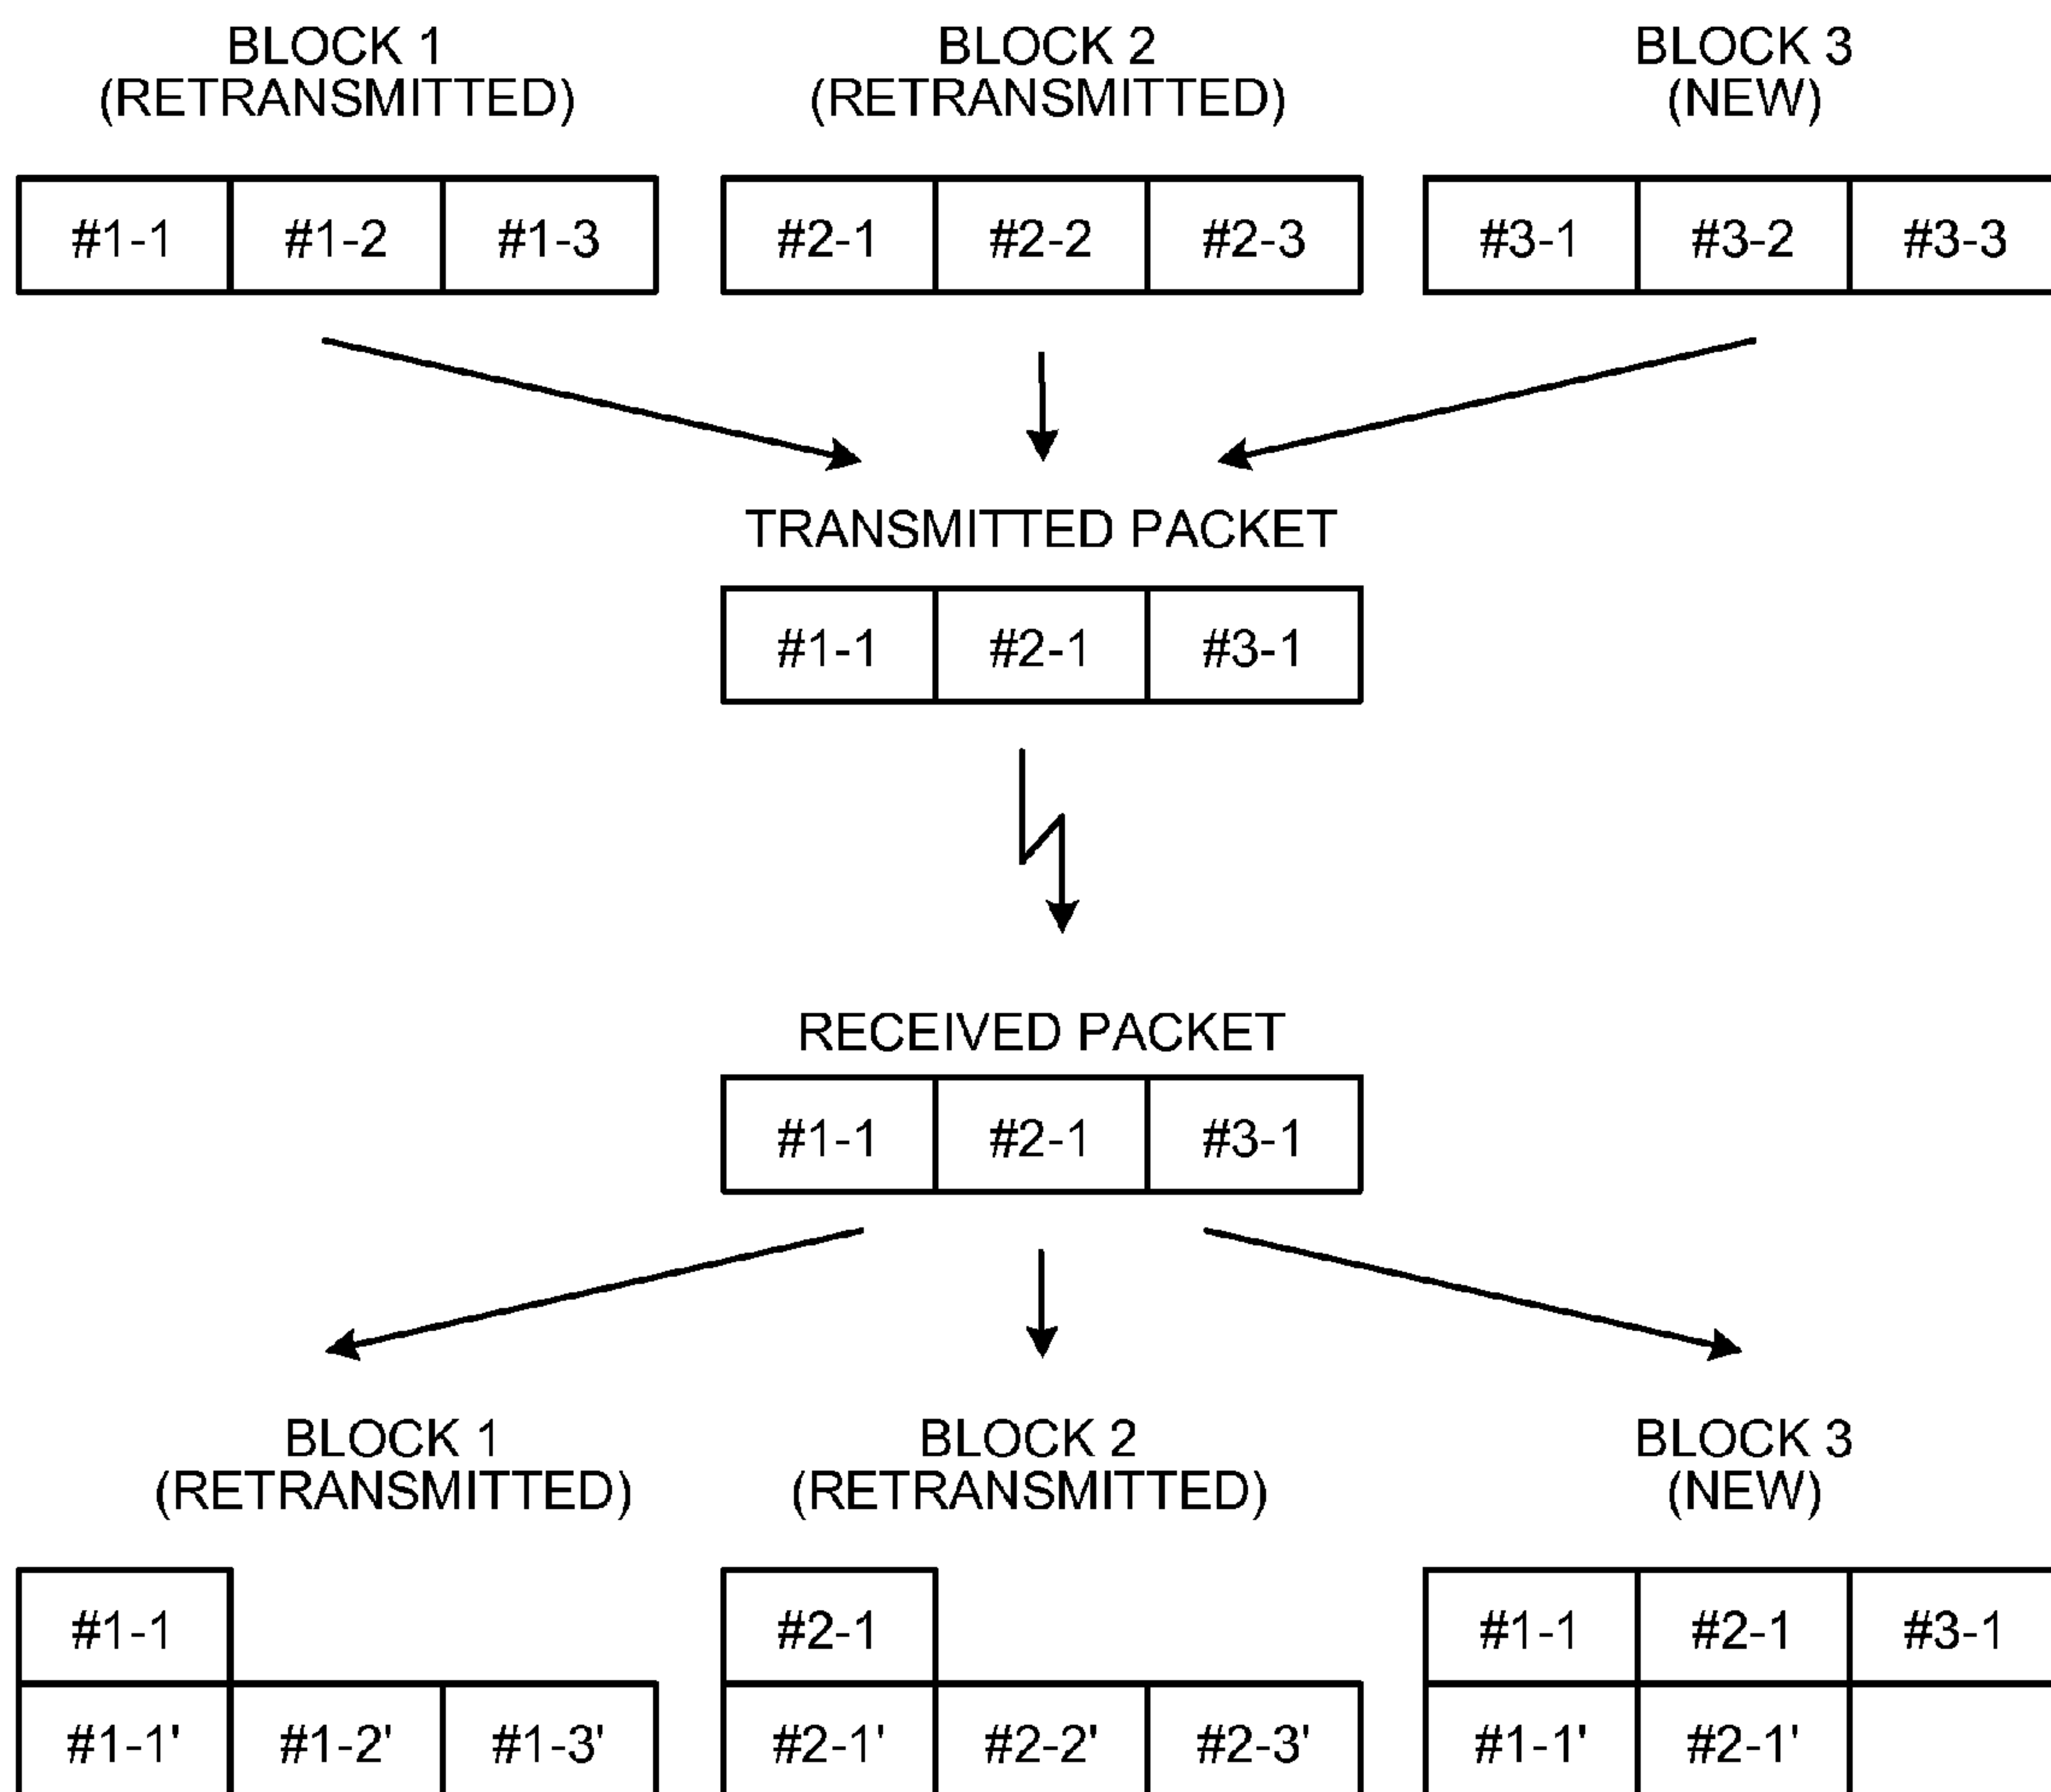 BLOCK 1
(RETRANSMITTED)
BLOCK 2
(RETRANSMITTED)
BLOCK 3
(NEW)
#1-1 #1-2 #1-3
#2-1 #2-2 #2-3
#3-1 #3-2 #3-3
TRANSMITTED PACKET
#1-1 #2-1 #3-1
RECEIVED PACKET
#1-1 #2-1 #3-1
BLOCK 1
(RETRANSMITTED)
BLOCK 2
(RETRANSMITTED)
BLOCK 3
(NEW)
#1-1
#1-1' #1-2' #1-3'
#2-1
#2-1' #2-2' #2-3'
#1-1 #2-1 #3-1
#1-1' #2-1'